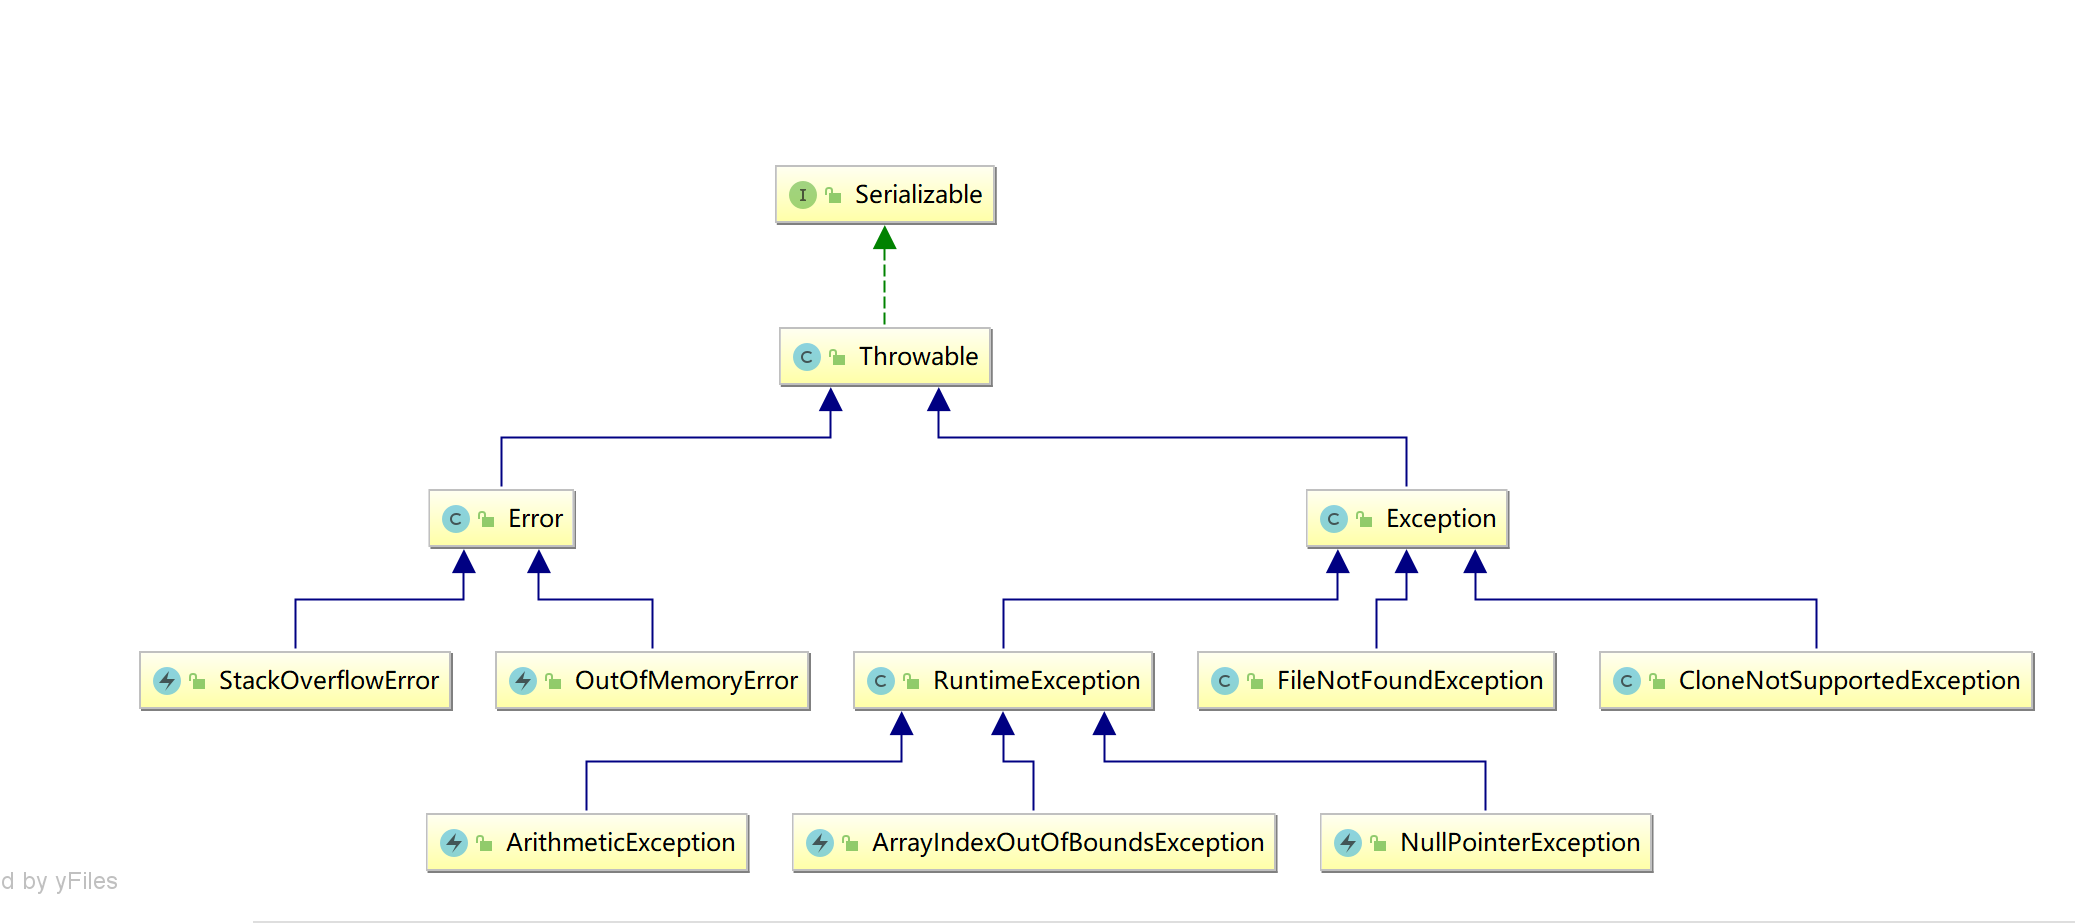 Serializable
Throwable
Error
Exception
StackOverflowError
OutOfMemoryError
RuntimeException
FileNotFoundException
CloneNotSupportedException
ArithmeticException
ArrayIndexOutOfBoundsException
NullPointerException
d by yFiles